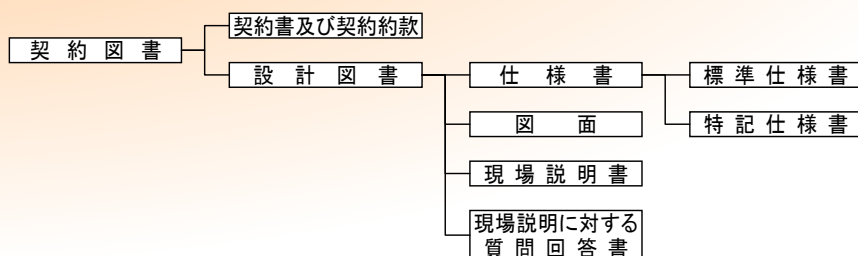 契約書及び契約約款
契約図書
設計図書
仕様書
標準仕様書
図面
特記仕様書
現場説明書
現場説明に対する
質問回答書